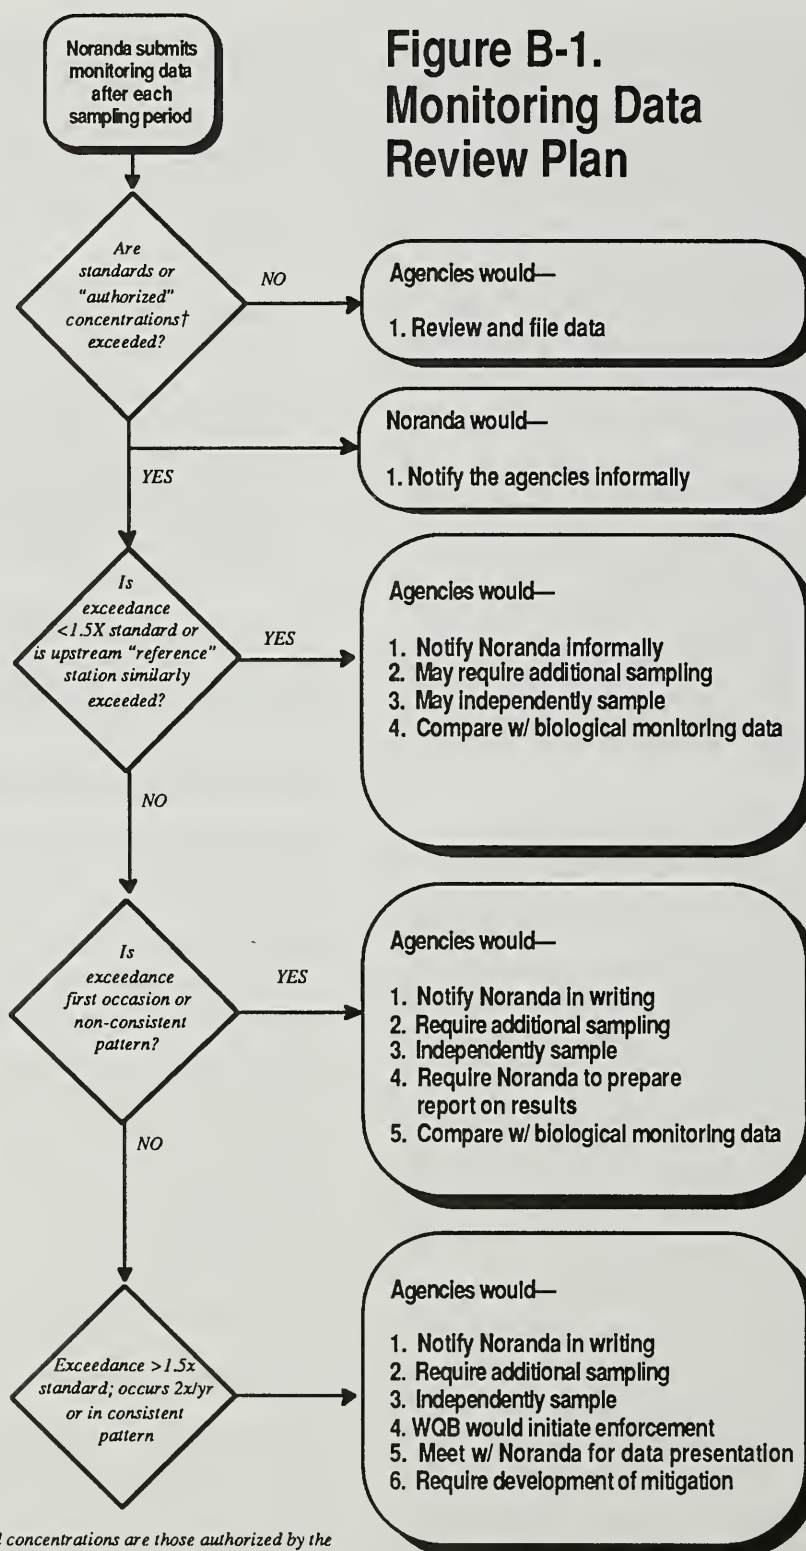 Noranda submits
monitoring data
after each
sampling period
Figure B-1.
Monitoring Data
Review Plan
Are
standards or
"authorized"
concentrations†
exceeded?
NO
Agencies would—
1. Review and file data
YES
Noranda would—
1. Notify the agencies informally
Is
exceedance
<1.5X standard or
is upstream "reference"
station similarly
exceeded?
YES
Agencies would—
1. Notify Noranda informally
2. May require additional sampling
3. May independently sample
4. Compare w/ biological monitoring data
NO
Is
exceedance
first occasion or
non-consistent
pattern?
YES
Agencies would—
1. Notify Noranda in writing
2. Require additional sampling
3. Independently sample
4. Require Noranda to prepare
report on results
5. Compare w/ biological monitoring data
NO
Exceedance >1.5x
standard; occurs 2x/yr
or in consistent
pattern
Agencies would—
1. Notify Noranda in writing
2. Require additional sampling
3. Independently sample
4. WQB would initiate enforcement
5. Meet w/ Noranda for data presentation
6. Require development of mitigation
concentrations are those authorized by the